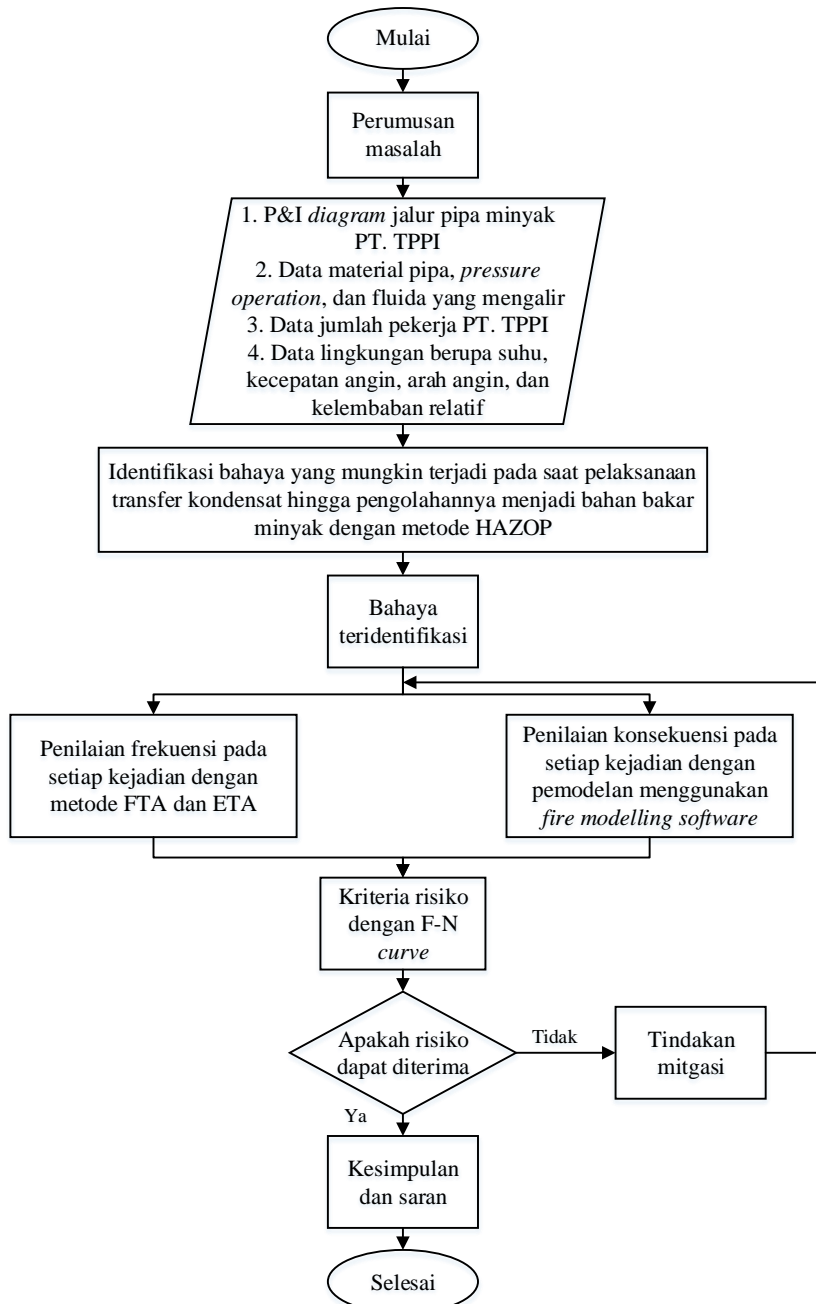 Mulai
Perumusan
masalah
1. P&I diagram jalur pipa minyak
PT. TPPI
2. Data material pipa, pressure
operation, dan fluida yang mengalir
3. Data jumlah pekerja PT. TPPI
4. Data lingkungan berupa suhu,
kecepatan angin, arah angin, dan
kelembaban relatif
Identifikasi bahaya yang mungkin terjadi pada saat pelaksanaan
transfer kondensat hingga pengolahannya menjadi bahan bakar
minyak dengan metode HAZOP
Bahaya
teridentifikasi
Penilaian frekuensi pada
setiap kejadian dengan
metode FTA dan ETA
Penilaian konsekuensi pada
setiap kejadian dengan
pemodelan menggunakan
fire modelling software
Kriteria risiko
dengan F-N
curve
Apakah risiko
dapat diterima
Tidak
Tindakan
mitgasi
Ya
Kesimpulan
dan saran
Selesai